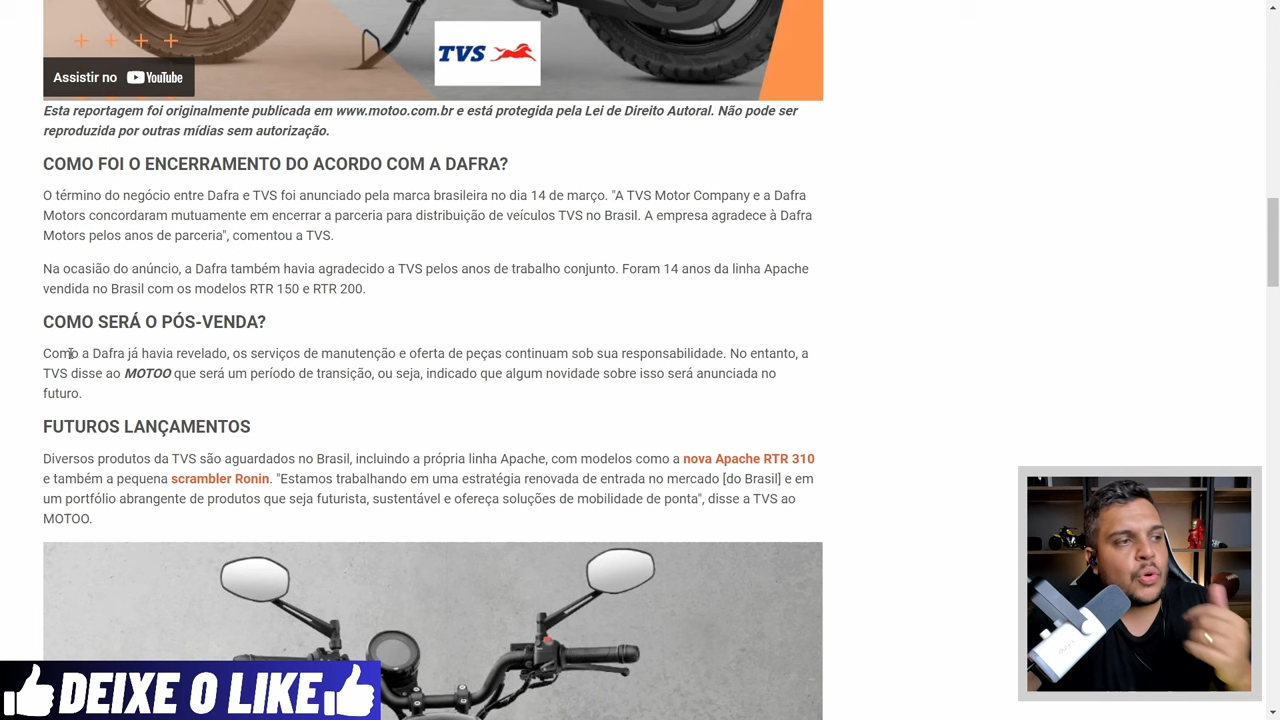 TVS
Assistir no YouTube
Esta reportagem foi originalmente publicada em www.motoo.com.br e está protegida pela Lei de Direito Autoral. Não pode ser
reproduzida por outras mídias sem autorização.
COMO FOI O ENCERRAMENTO DO ACORDO COM A DAFRA?
O término do negócio entre Dafra e TVS foi anunciado pela marca brasileira no dia 14 de março. "A TVS Motor Company e a Dafra
Motors concordaram mutuamente em encerrar a parceria para distribuição de veículos TVS no Brasil. A empresa agradece à Dafra
Motors pelos anos de parceria", comentou a TVS.
Na ocasião do anúncio, a Dafra também havia agradecido a TVS pelos anos de trabalho conjunto. Foram 14 anos da linha Apache
vendida no Brasil com os modelos RTR 150 e RTR 200.
COMO SERÁ O PÓS-VENDA?
Como a Dafra já havia revelado, os serviços de manutenção e oferta de peças continuam sob sua responsabilidade. No entanto, a
TVS disse ao MOTOO que será um período de transição, ou seja, indicado que algum novidade sobre isso será anunciada no
futuro.
FUTUROS LANÇAMENTOS
Diversos produtos da TVS são aguardados no Brasil, incluindo a própria linha Apache, com modelos como a nova Apache RTR 310
e também a pequena scrambler Ronin. "Estamos trabalhando em uma estratégia renovada de entrada no mercado [do Brasil] e em
um portfólio abrangente de produtos que seja futurista, sustentável e ofereça soluções de mobilidade de ponta", disse a TVS ao
MOTOO.
DEIXE O LIKE